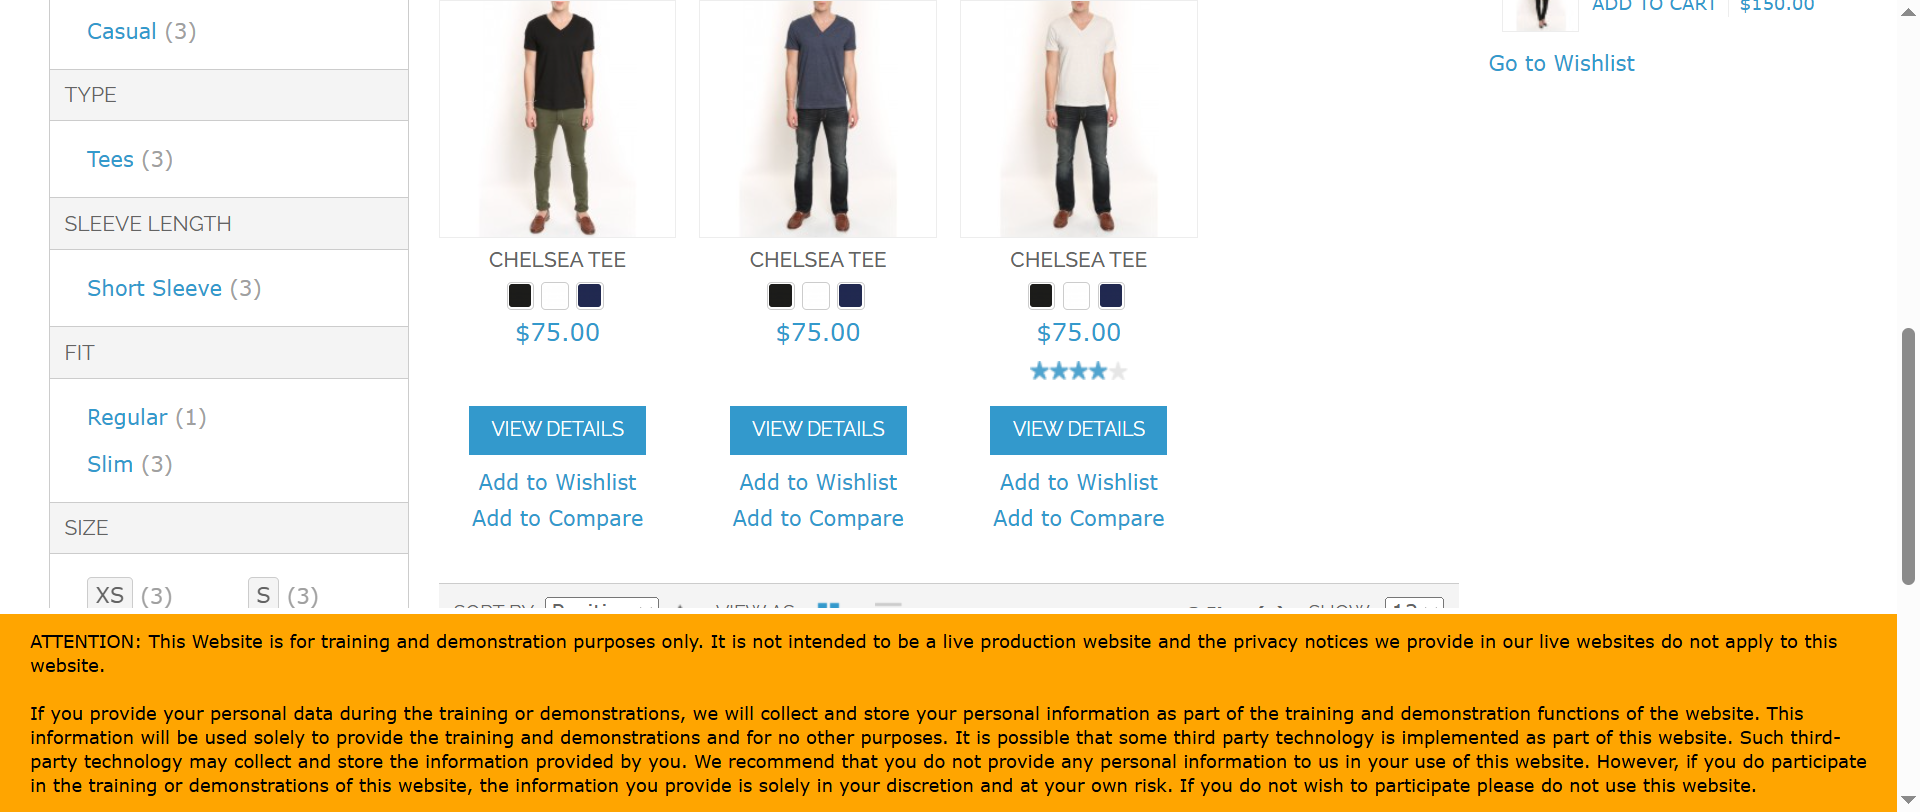 Casual (3)
TYPE
Tees (3)
SLEEVE LENGTH
Short Sleeve (3)
FIT
Regular (1)
Slim (3)
SIZE
XS (3) S (3)
CHELSEA TEE
$75.00
VIEW DETAILS
Add to Wishlist
Add to Compare
CHELSEA TEE
$75.00
VIEW DETAILS
Add to Wishlist
Add to Compare
CHELSEA TEE
$75.00
VIEW DETAILS
Add to Wishlist
Add to Compare
SORT BY Position VIEW AS SHOW 12
ADD TO CART $150.00
Go to Wishlist
ATTENTION: This Website is for training and demonstration purposes only. It is not intended to be a live production website and the privacy notices we provide in our live websites do not apply to this
website.
If you provide your personal data during the training or demonstrations, we will collect and store your personal information as part of the training and demonstration functions of the website. This
information will be used solely to provide the training and demonstrations and for no other purposes. It is possible that some third party technology is implemented as part of this website. Such third-
party technology may collect and store the information provided by you. We recommend that you do not provide any personal information to us in your use of this website. However, if you do participate
in the training or demonstrations of this website, the information you provide is solely in your discretion and at your own risk. If you do not wish to participate please do not use this website.